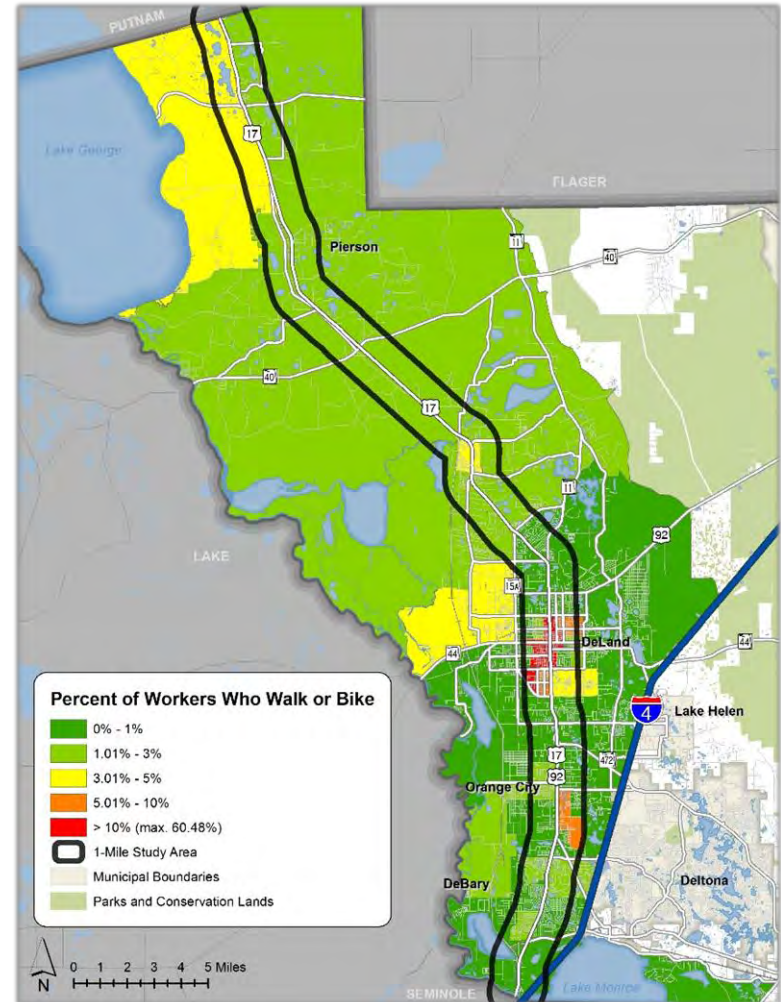 PUTNAM
Lake George
17
FLAGER
11
Pierson
40
40
17
11
92
LAKE
15A
DeLand
44
44
4
Lake Helen
17
472
92
Orange City
DeBary
Deltona
Percent of Workers Who Walk or Bike
0% - 1%
1.01% - 3%
3.01% - 5%
5.01% - 10%
> 10% (max. 60.48%)
1-Mile Study Area
Municipal Boundaries
Parks and Conservation Lands
N
0 1 2 3 4 5 Miles
SEMINOLE
Lake Monroe